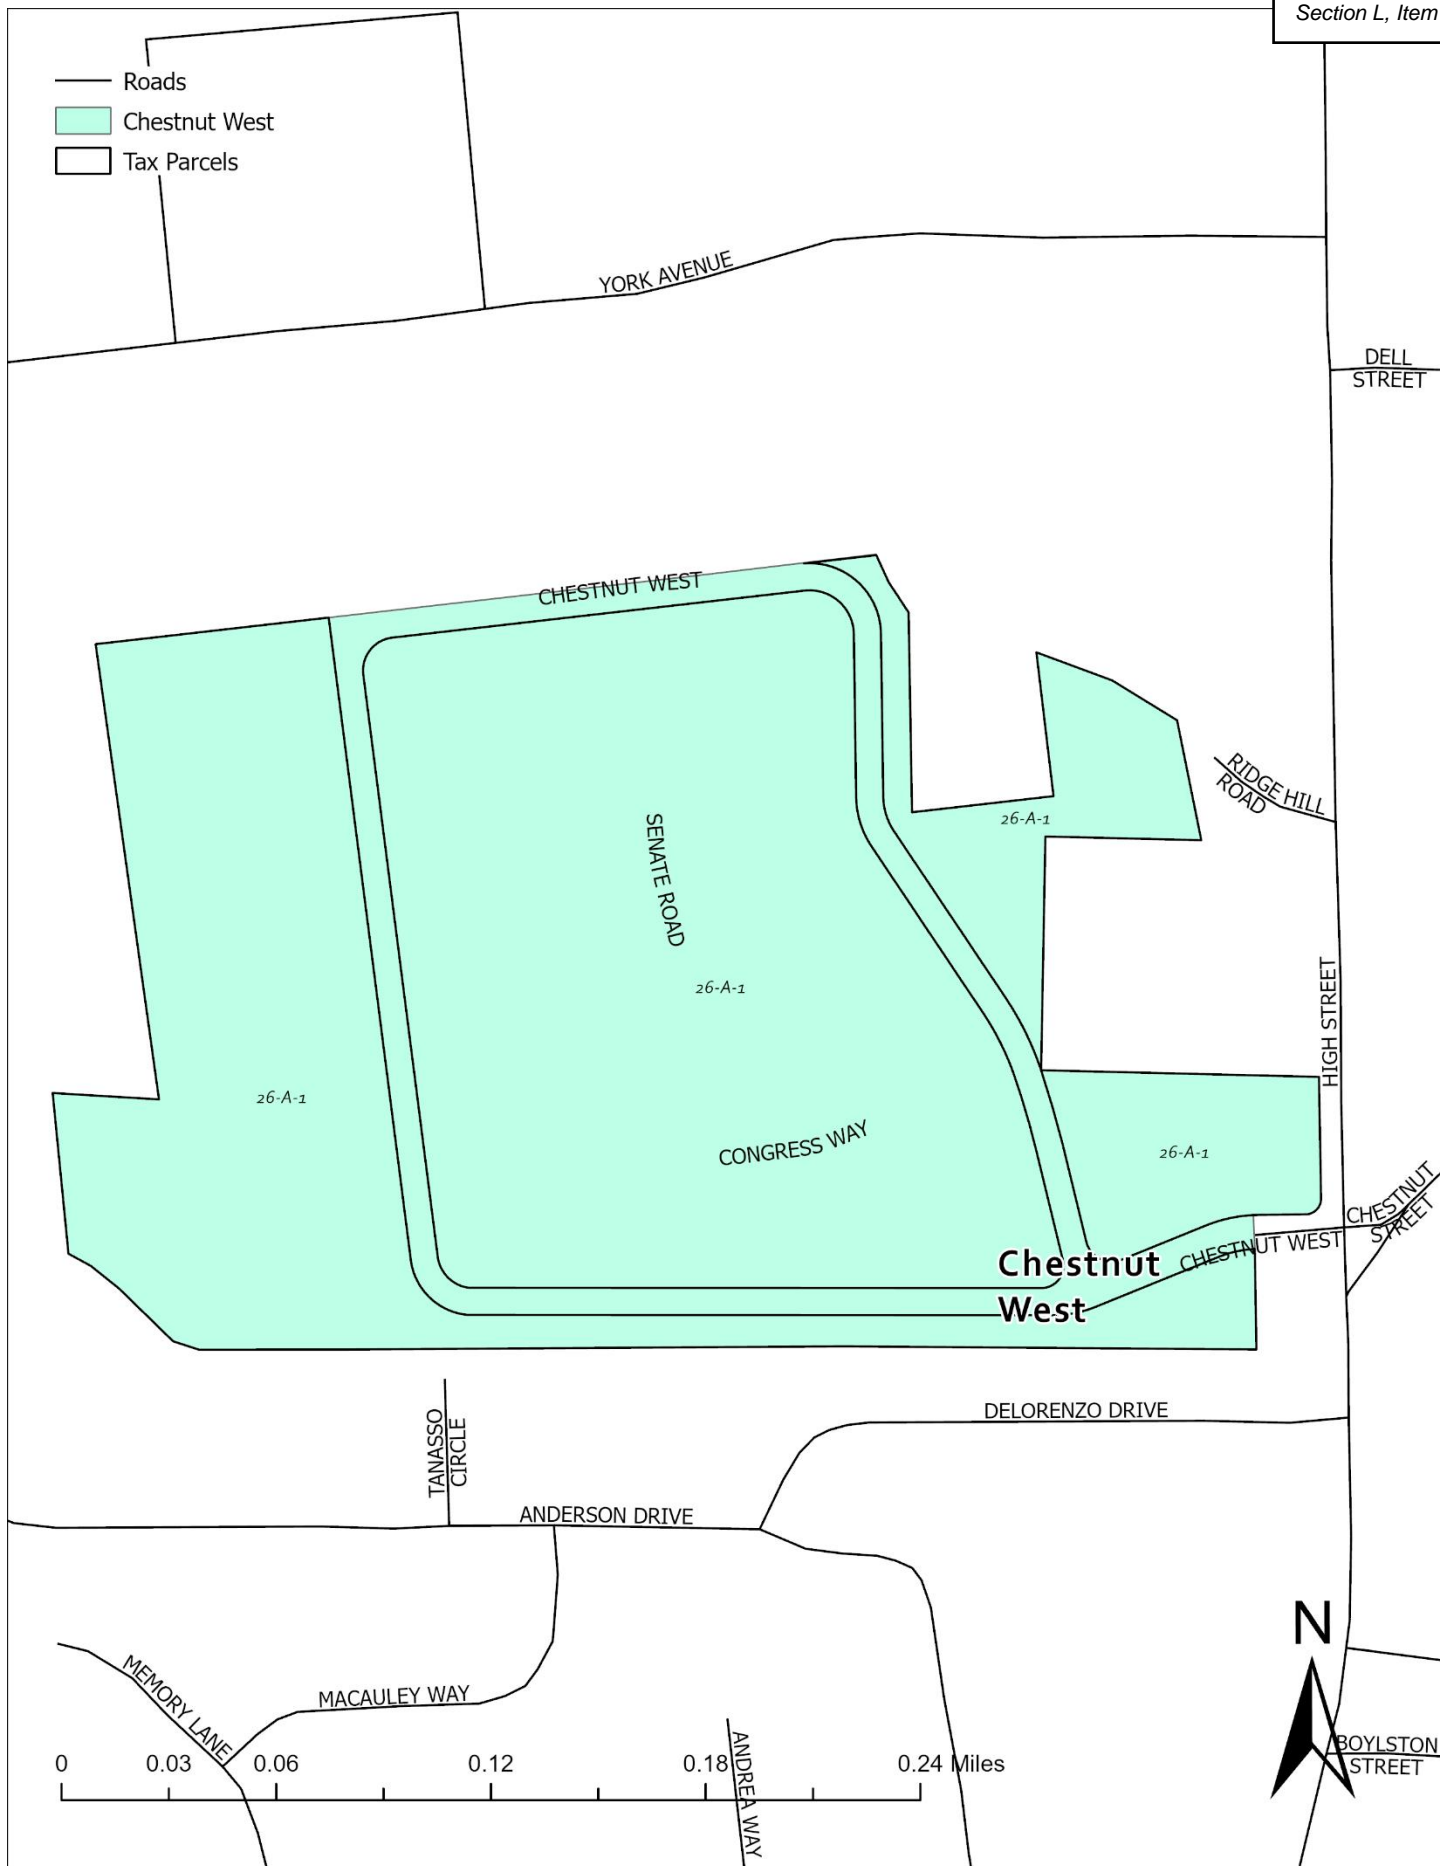 Section L, Item
Roads
Chestnut West
Tax Parcels
YORK AVENUE
DELL
STREET
CHESTNUT WEST
RIDGE HILL
ROAD
26-A-1
SENATE ROAD
26-A-1
HIGH STREET
26-A-1
CONGRESS WAY
26-A-1
CHESTNUT
STREET
CHESTNUT WEST
Chestnut
West
DELORENZO DRIVE
TANASSO
CIRCLE
ANDERSON DRIVE
N
MEMORY LANE
MACAULEY WAY
ANDREA WAY
BOYLSTON
STREET
0 0.03 0.06 0.12 0.18 0.24 Miles